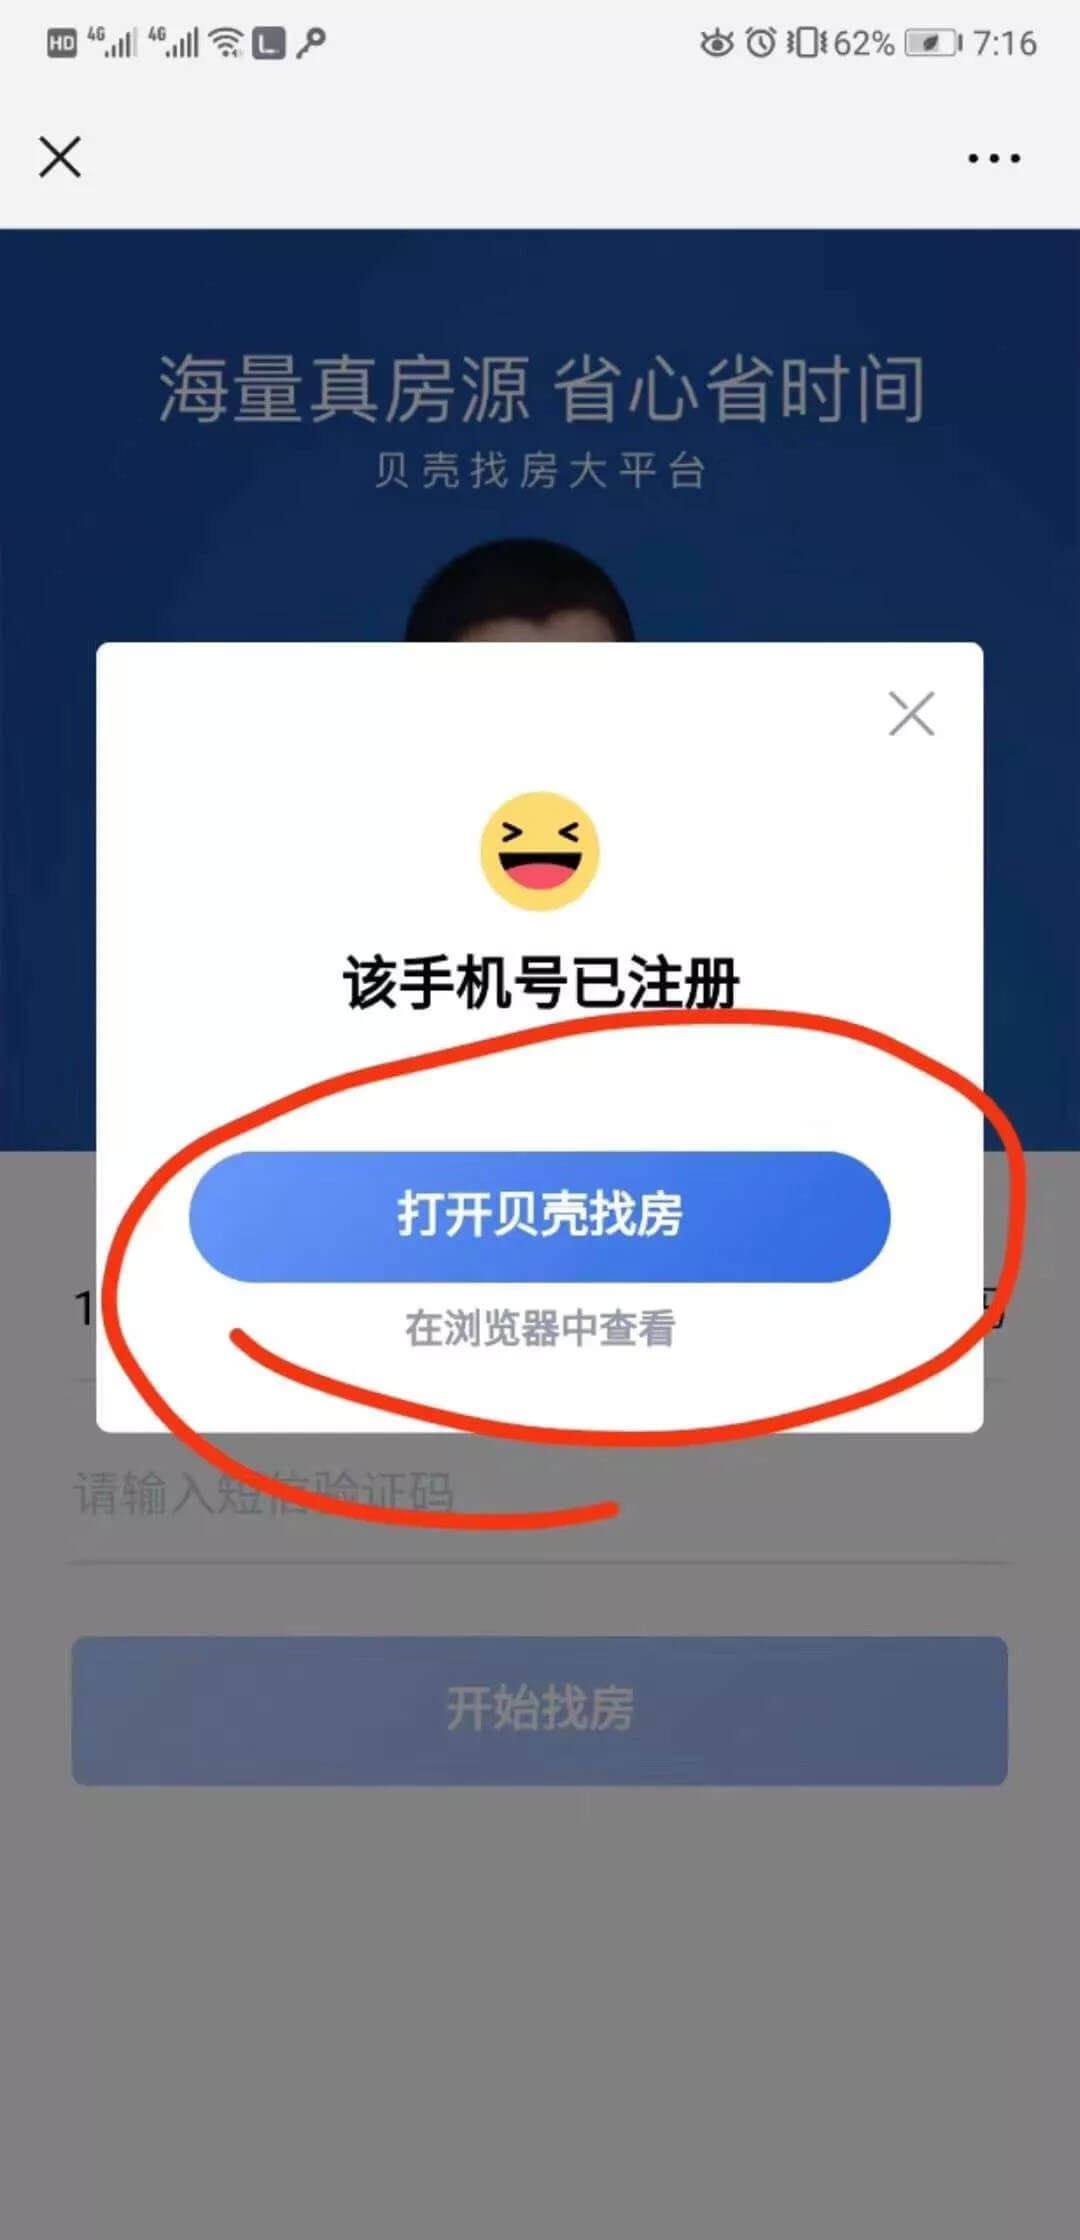 HD 4G 4G L 62% 7:16
海量真房源 省心省时间
贝壳找房大平台
该手机号已注册
打开贝壳找房
在浏览器中查看
1
请输入短信验证码
开始找房